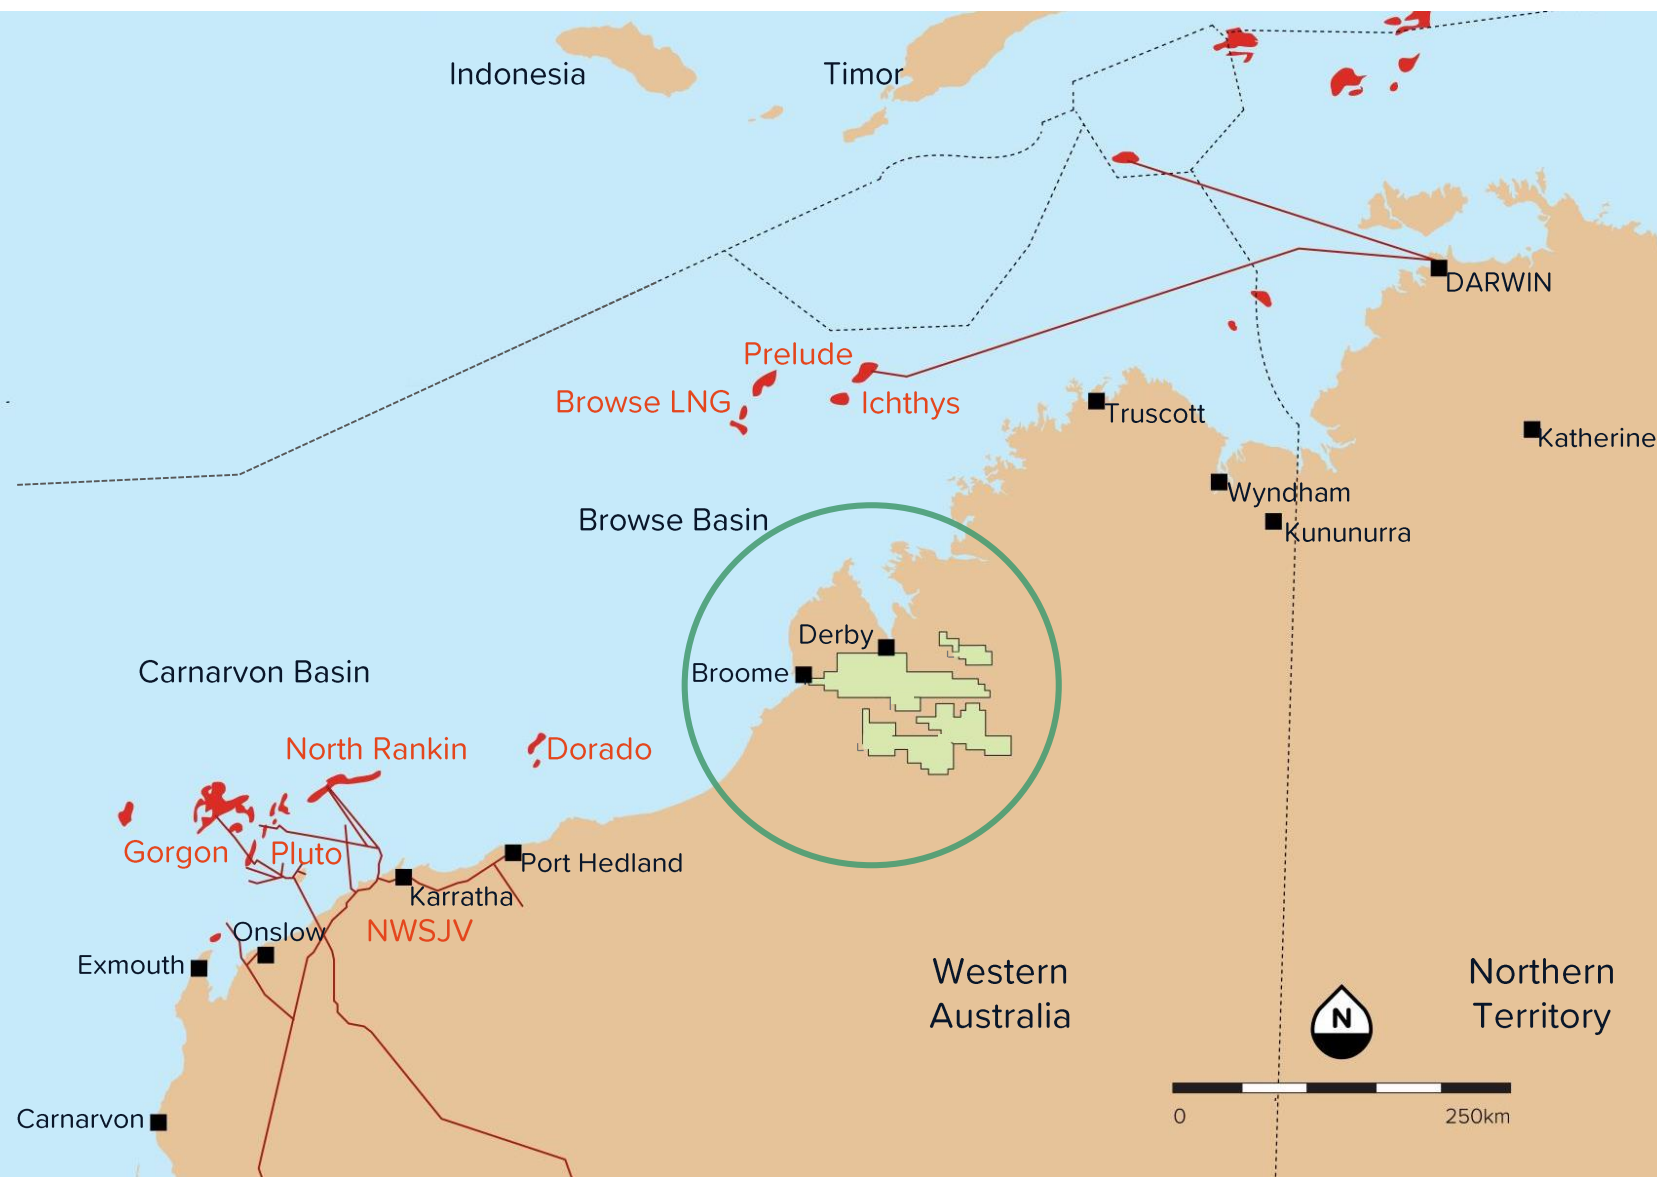 Indonesia
Timor
DARWIN
Prelude
Browse LNG
Ichthys
Truscott
Katherine
Wyndham
Browse Basin
Kununurra
Derby
Broome
Carnarvon Basin
North Rankin
Dorado
Gorgon
Pluto
Port Hedland
Karratha
NWSJV
Onslow
Exmouth
Western
Australia
Northern
Territory
N
Carnarvon
0
250km